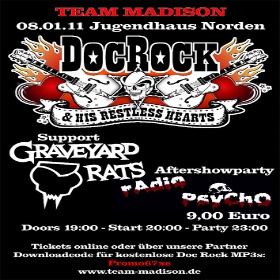 TEAM MADISON
08.01.11 Jugendhaus Norden
DOCROCK
& HIS RESTLESS HEARTS
Support
GRAVEYARD
RATS
Aftershowparty
rAdiO
PsyChO
9,00 Euro
Doors 19:00 - Start 20:00 - Party 23:00
Tickets online oder über unsere Partner
Downloadcode für kostenlose Doc Rock MP3s:
Promo67xe
www.team-madison.de